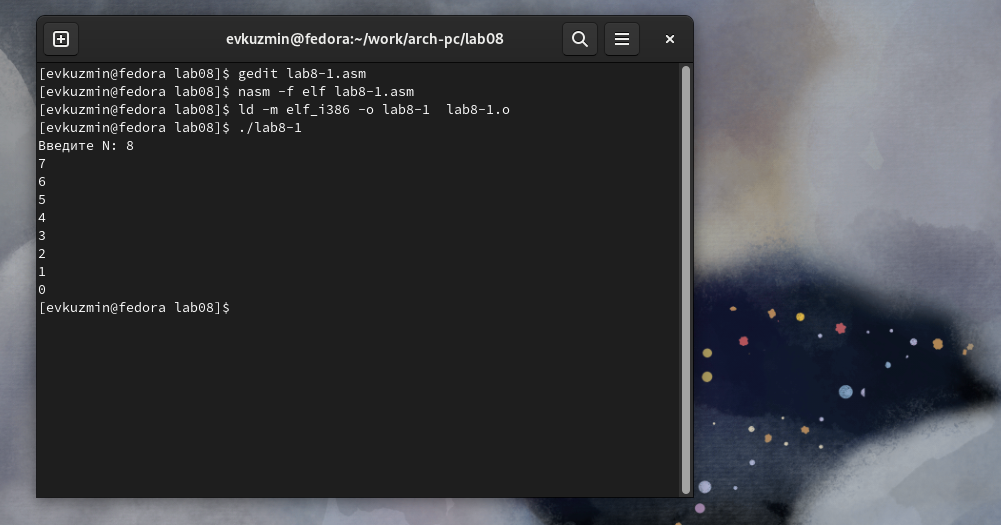 evkuzmin@fedora:~/work/arch-pc/lab08
[evkuzmin@fedora lab08]$ gedit lab8-1.asm
[evkuzmin@fedora lab08]$ nasm -f elf lab8-1.asm
[evkuzmin@fedora lab08]$ ld -m elf_i386 -o lab8-1  lab8-1.o
[evkuzmin@fedora lab08]$ ./lab8-1
Введите N: 8
7
6
5
4
3
2
1
0
[evkuzmin@fedora lab08]$